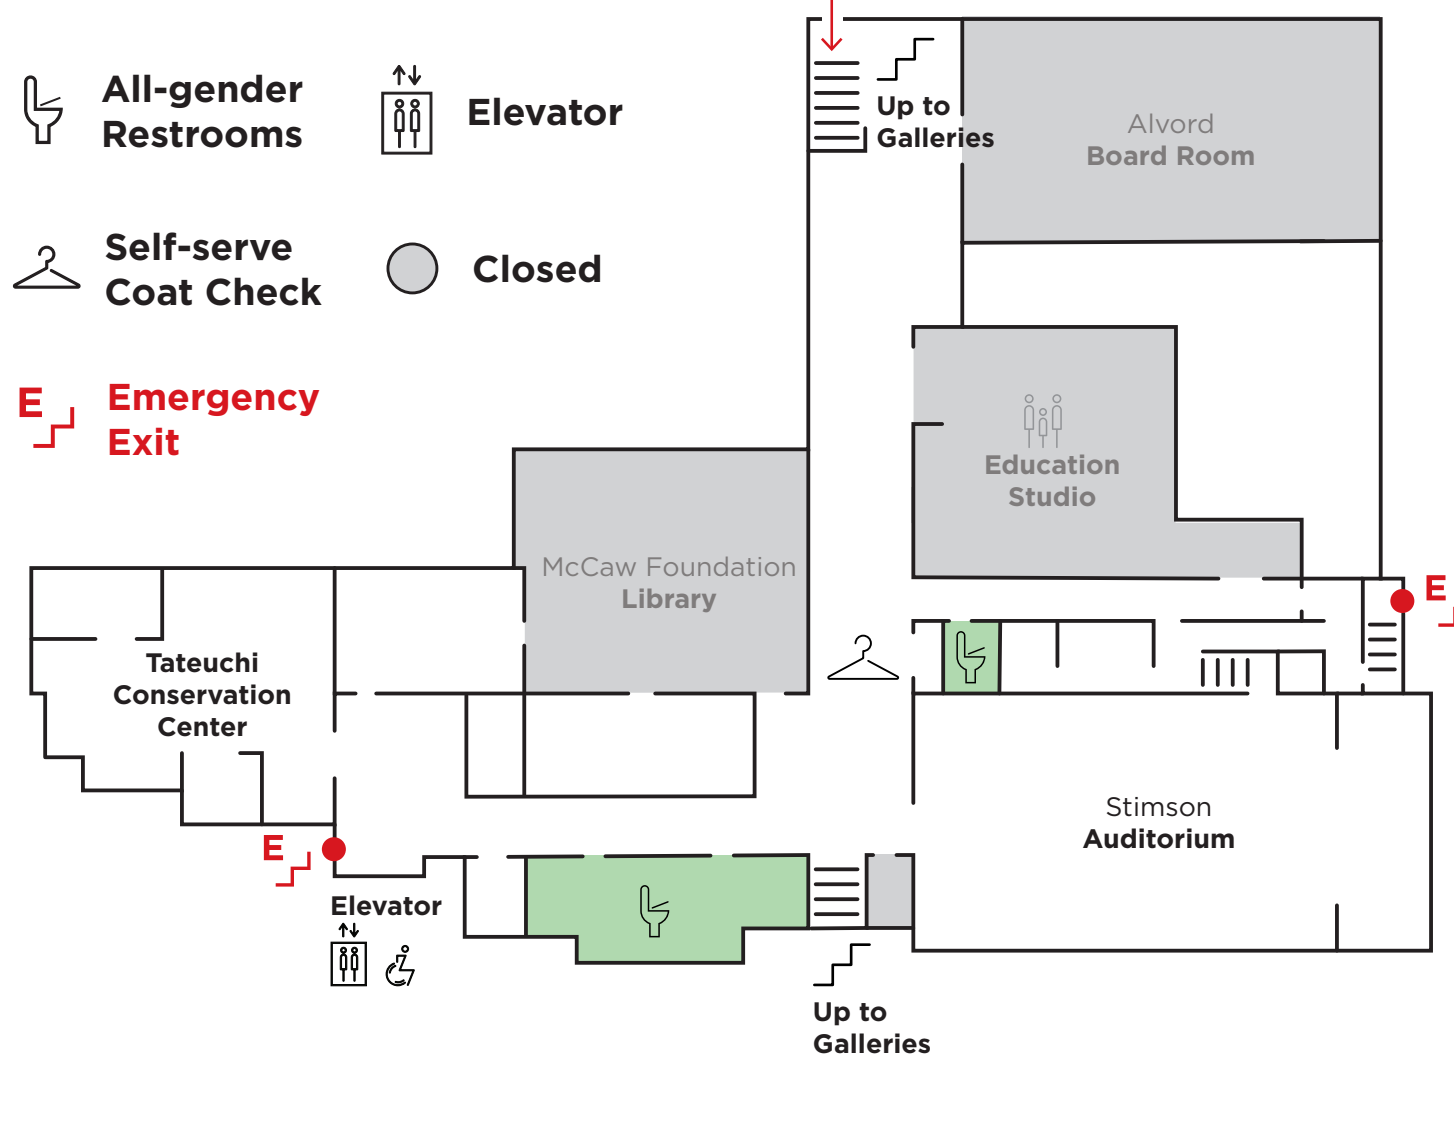 All-gender
Restrooms
Elevator
Self-serve
Coat Check
Closed
E
Emergency
Exit
Up to
Galleries
Alvord
Board Room
Education
Studio
McCaw Foundation
Library
E
Tateuchi
Conservation
Center
Stimson
Auditorium
E
Elevator
Up to
Galleries